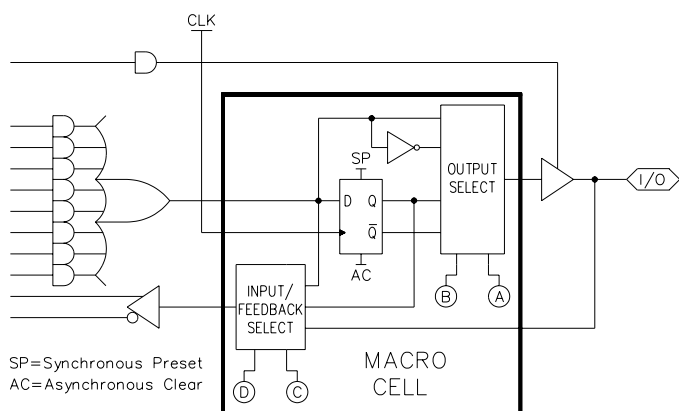 CLK
SP
D Q
Q̅
AC
OUTPUT
SELECT
I/O
B
A
INPUT/
FEEDBACK
SELECT
D
C
SP=Synchronous Preset
AC=Asynchronous Clear
MACRO
CELL